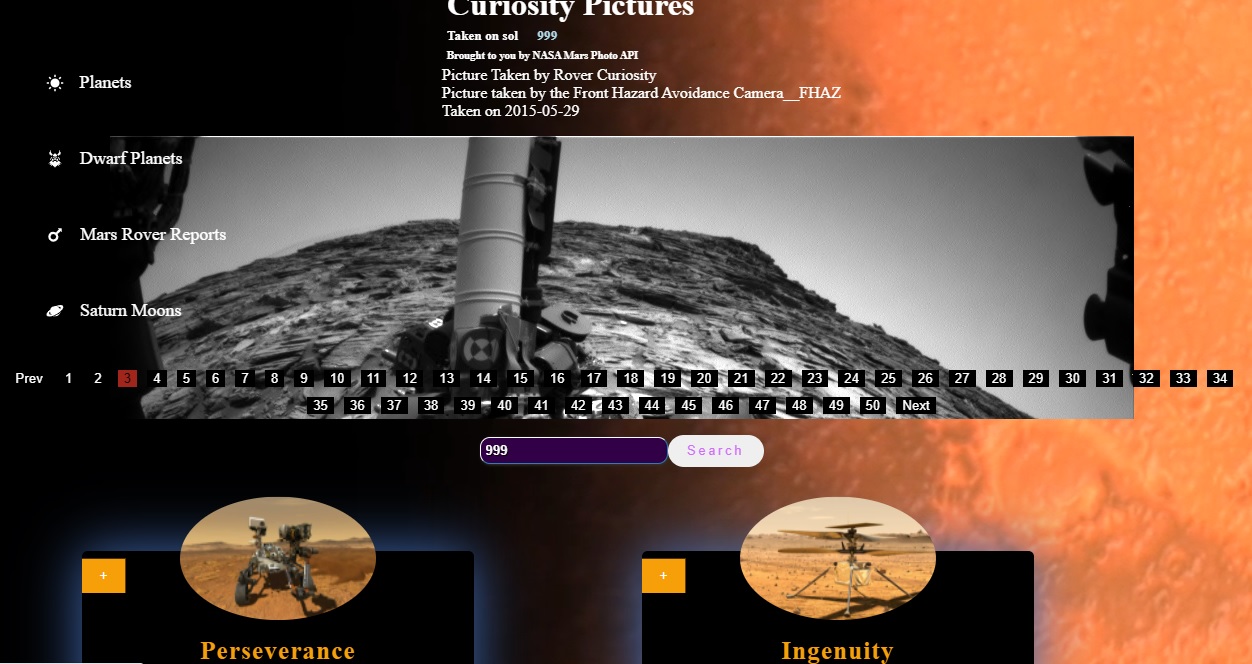 Curiosity Pictures
Taken on sol 999
Brought to you by NASA Mars Photo API
Picture Taken by Rover Curiosity
Picture taken by the Front Hazard Avoidance Camera__FHAZ
Taken on 2015-05-29
Planets
Dwarf Planets
Mars Rover Reports
Saturn Moons
Prev 1 2 3 4 5 6 7 8 9 10 11 12 13 14 15 16 17 18 19 20 21 22 23 24 25 26 27 28 29 30 31 32 33 34
35 36 37 38 39 40 41 42 43 44 45 46 47 48 49 50 Next
999 Search
+ +
Perseverance Ingenuity